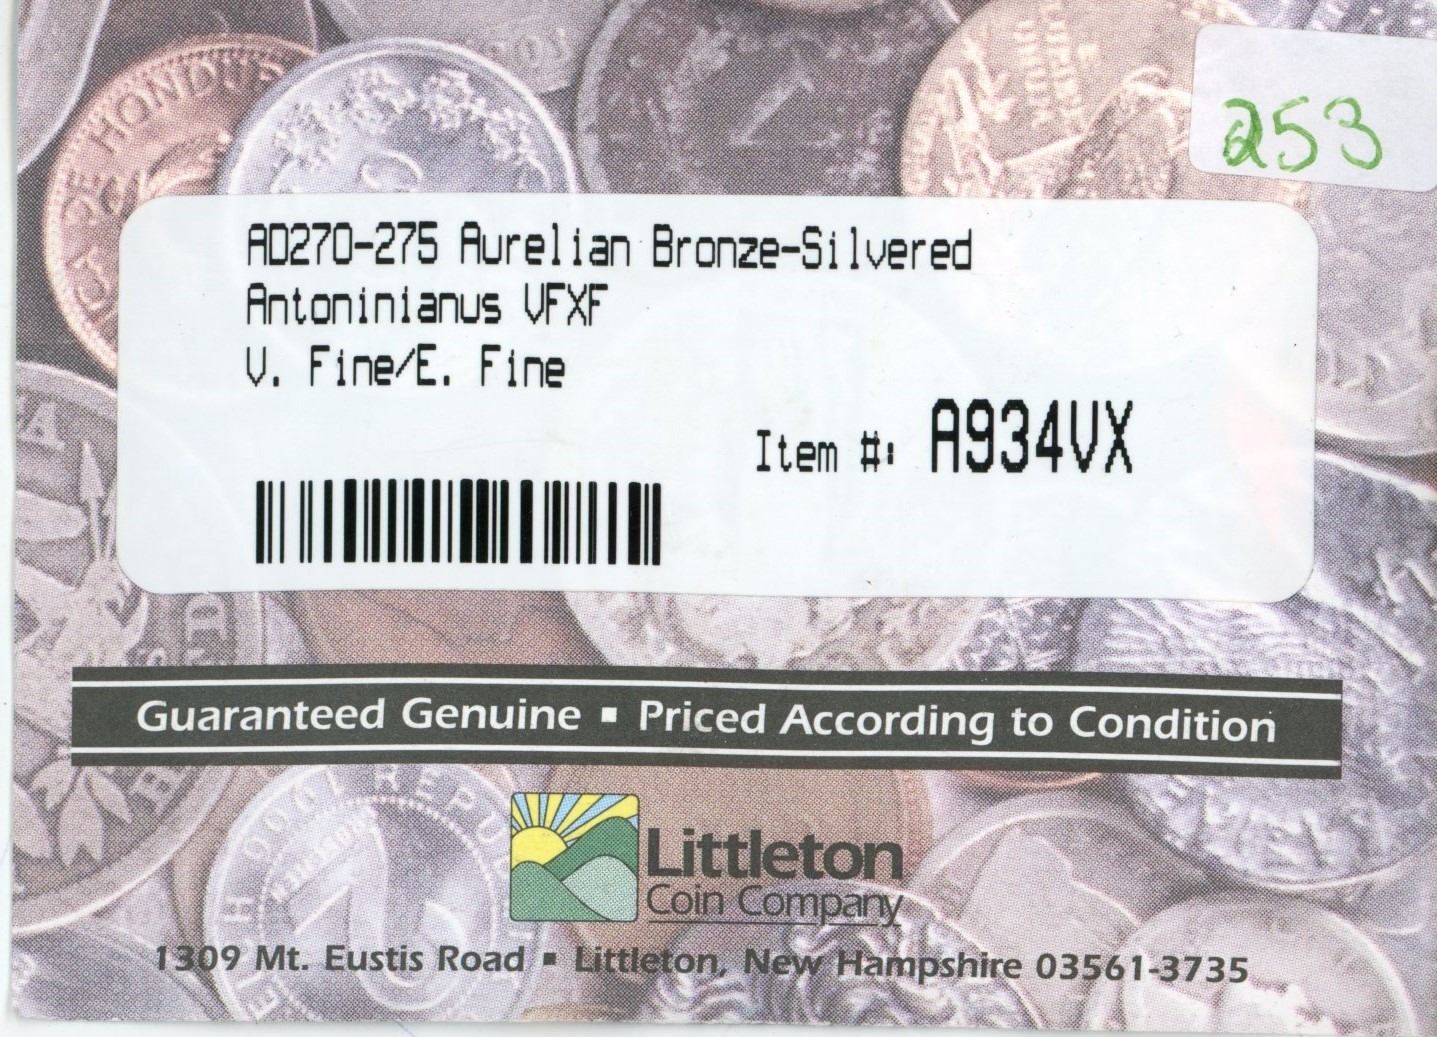 253
AD270-275 Aurelian Bronze-Silvered
Antoninianus VFXF
V. Fine/E. Fine
Item #: A934VX
Guaranteed Genuine ▪ Priced According to Condition
Littleton
Coin Company
1309 Mt. Eustis Road ▪ Littleton, New Hampshire 03561-3735